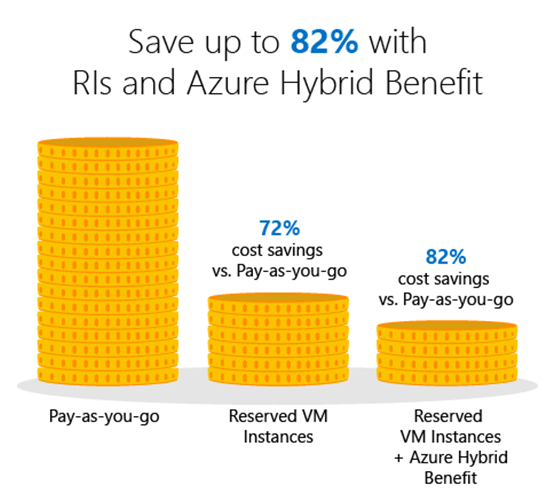 Save up to 82% with
RIs and Azure Hybrid Benefit
72%
cost savings
vs. Pay-as-you-go
82%
cost savings
vs. Pay-as-you-go
Pay-as-you-go
Reserved VM
Instances
Reserved
VM Instances
+ Azure Hybrid
Benefit